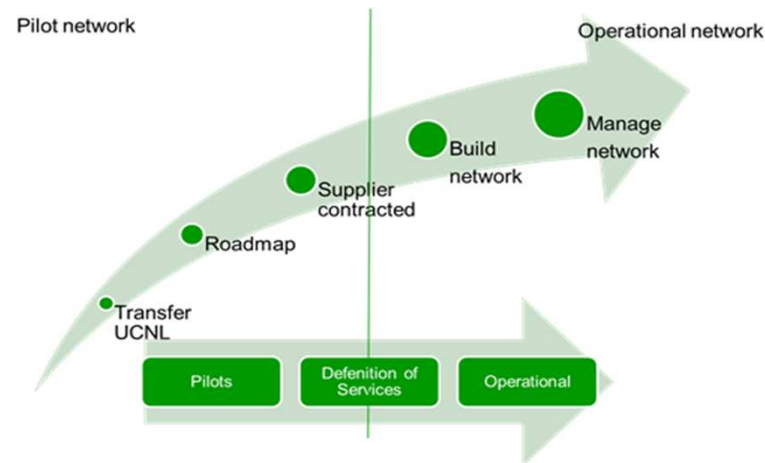 Pilot network
Operational network
Manage
network
Build
network
Supplier
contracted
Roadmap
Transfer
UCNL
Pilots
Defenition of
Services
Operational